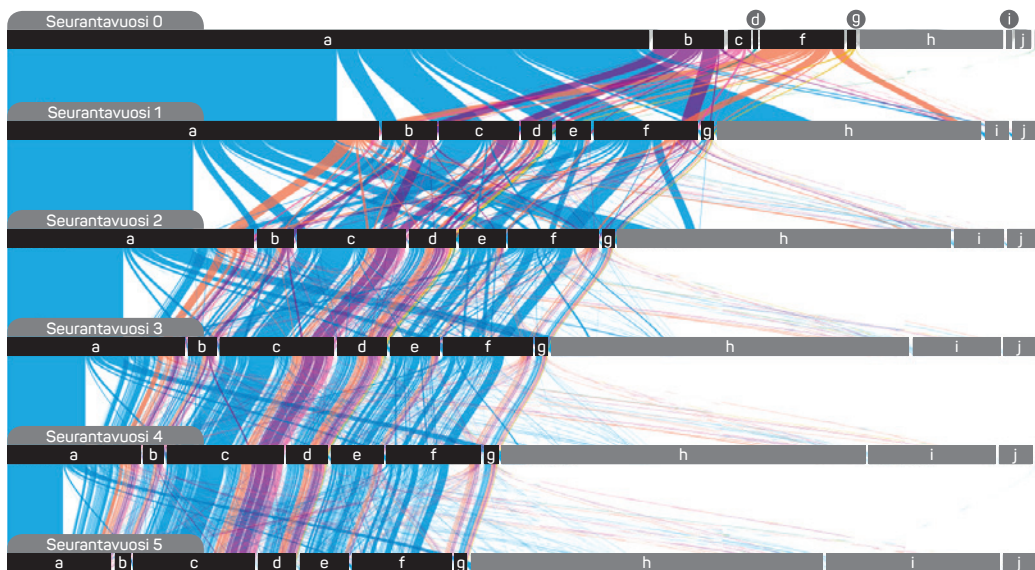 Seurantavuosi 0
d g i
a b c f h j
Seurantavuosi 1
a b c d e f g h i j
Seurantavuosi 2
a b c d e f g h i j
Seurantavuosi 3
a b c d e f g h i j
Seurantavuosi 4
a b c d e f g h i j
Seurantavuosi 5
a b c d e f g h i j